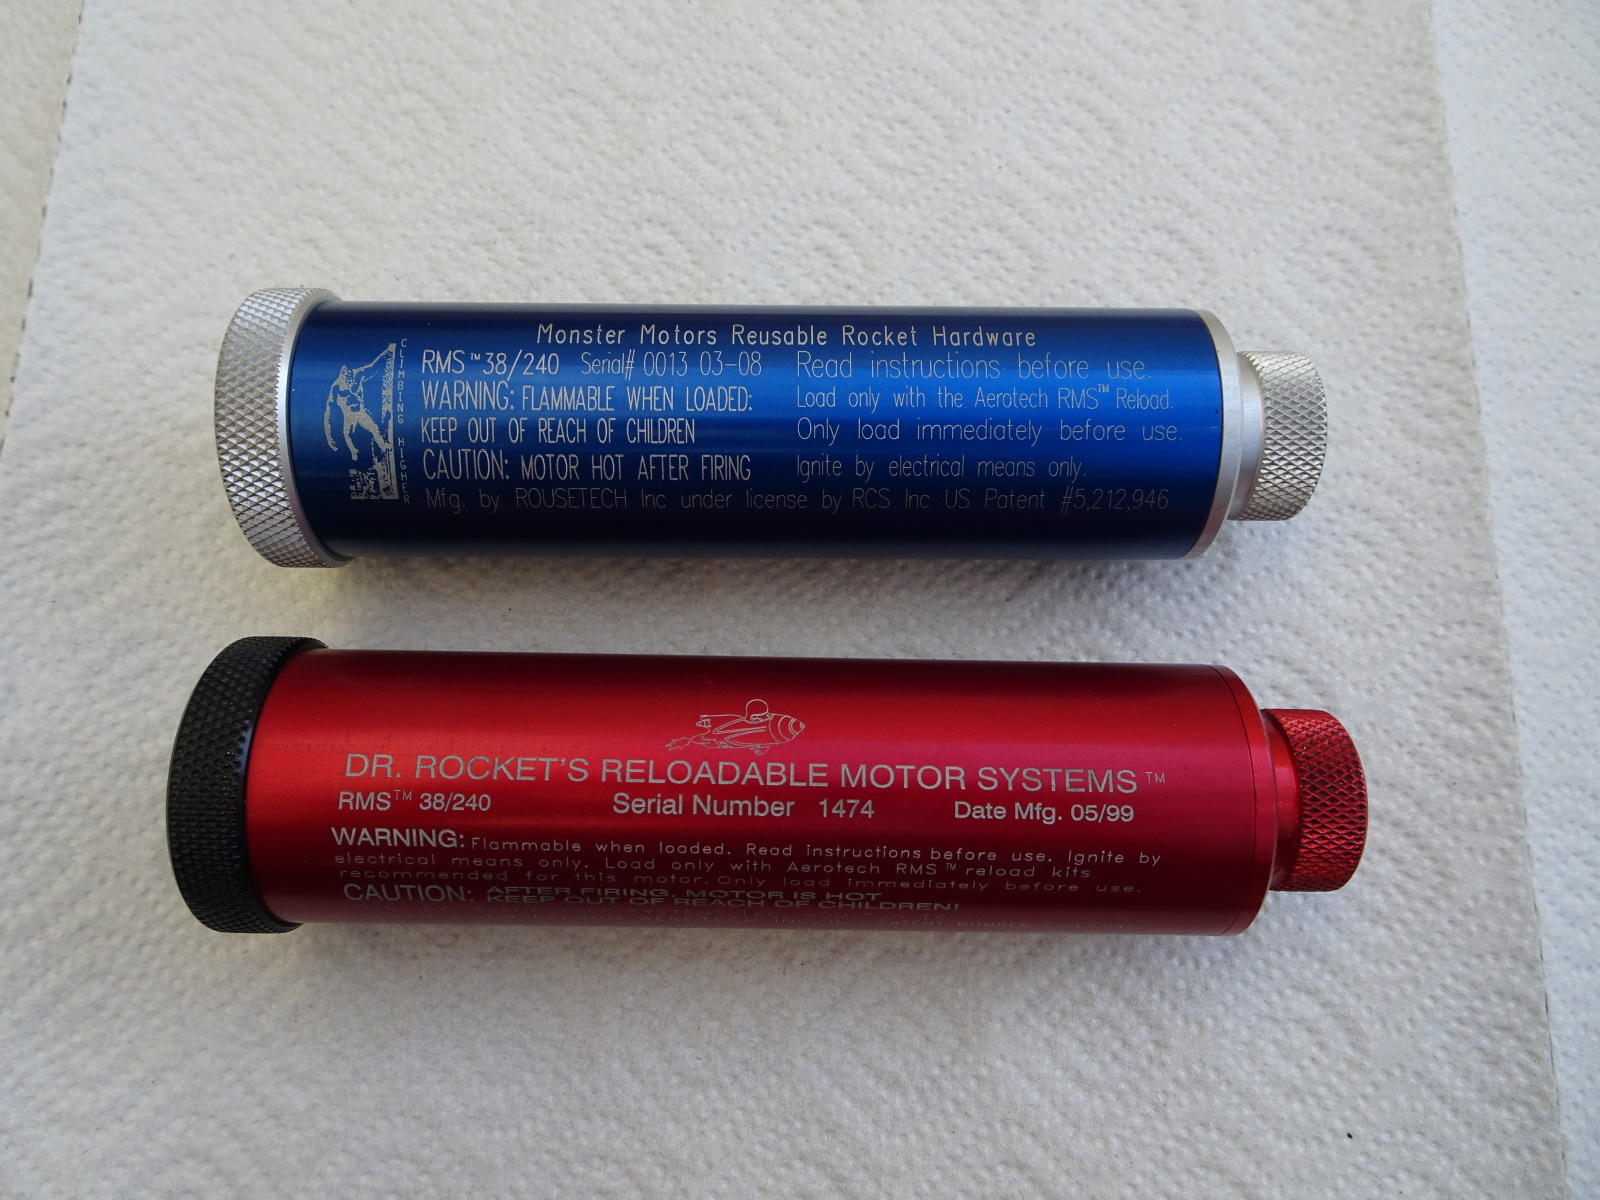 Monster Motors Reusable Rocket Hardware
RMS™ 38/240 Serial# 0013 03-08 Read instructions before use.
WARNING: FLAMMABLE WHEN LOADED: Load only with the Aerotech RMS™ Reload.
KEEP OUT OF REACH OF CHILDREN Only load immediately before use.
CAUTION: MOTOR HOT AFTER FIRING Ignite by electrical means only.
Mfg. by ROUSETECH Inc under license by RCS Inc US Patent #5,212,946
CLIMBING HIGHER
DR. ROCKET'S RELOADABLE MOTOR SYSTEMS™
RMS™ 38/240 Serial Number 1474 Date Mfg. 05/99
WARNING: Flammable when loaded. Read instructions before use. Ignite by
electrical means only. Load only with Aerotech RMS™ reload kits
recommended for this motor. Only load immediately before use.
CAUTION: AFTER FIRING, MOTOR IS HOT
KEEP OUT OF REACH OF CHILDREN!